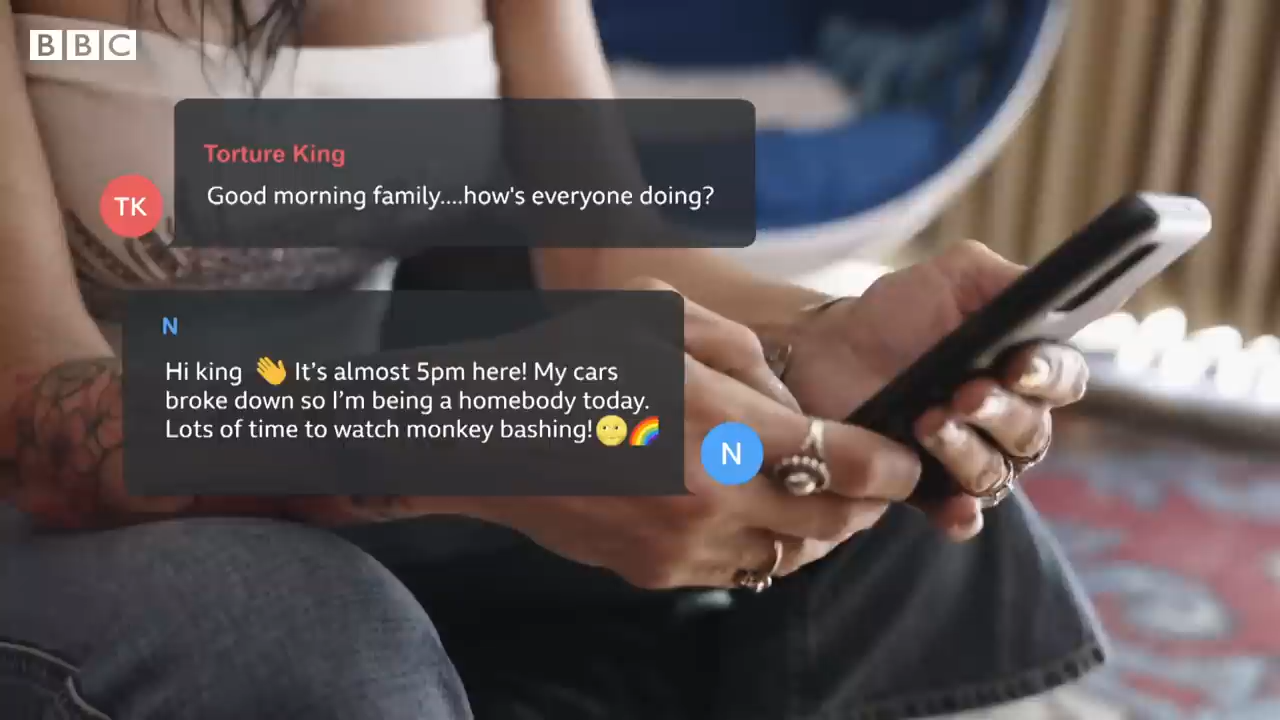 BBC
Torture King
TK
Good morning family....how's everyone doing?
N
Hi king 👋 It's almost 5pm here! My cars
broke down so I'm being a homebody today.
Lots of time to watch monkey bashing!🌝🌈
N